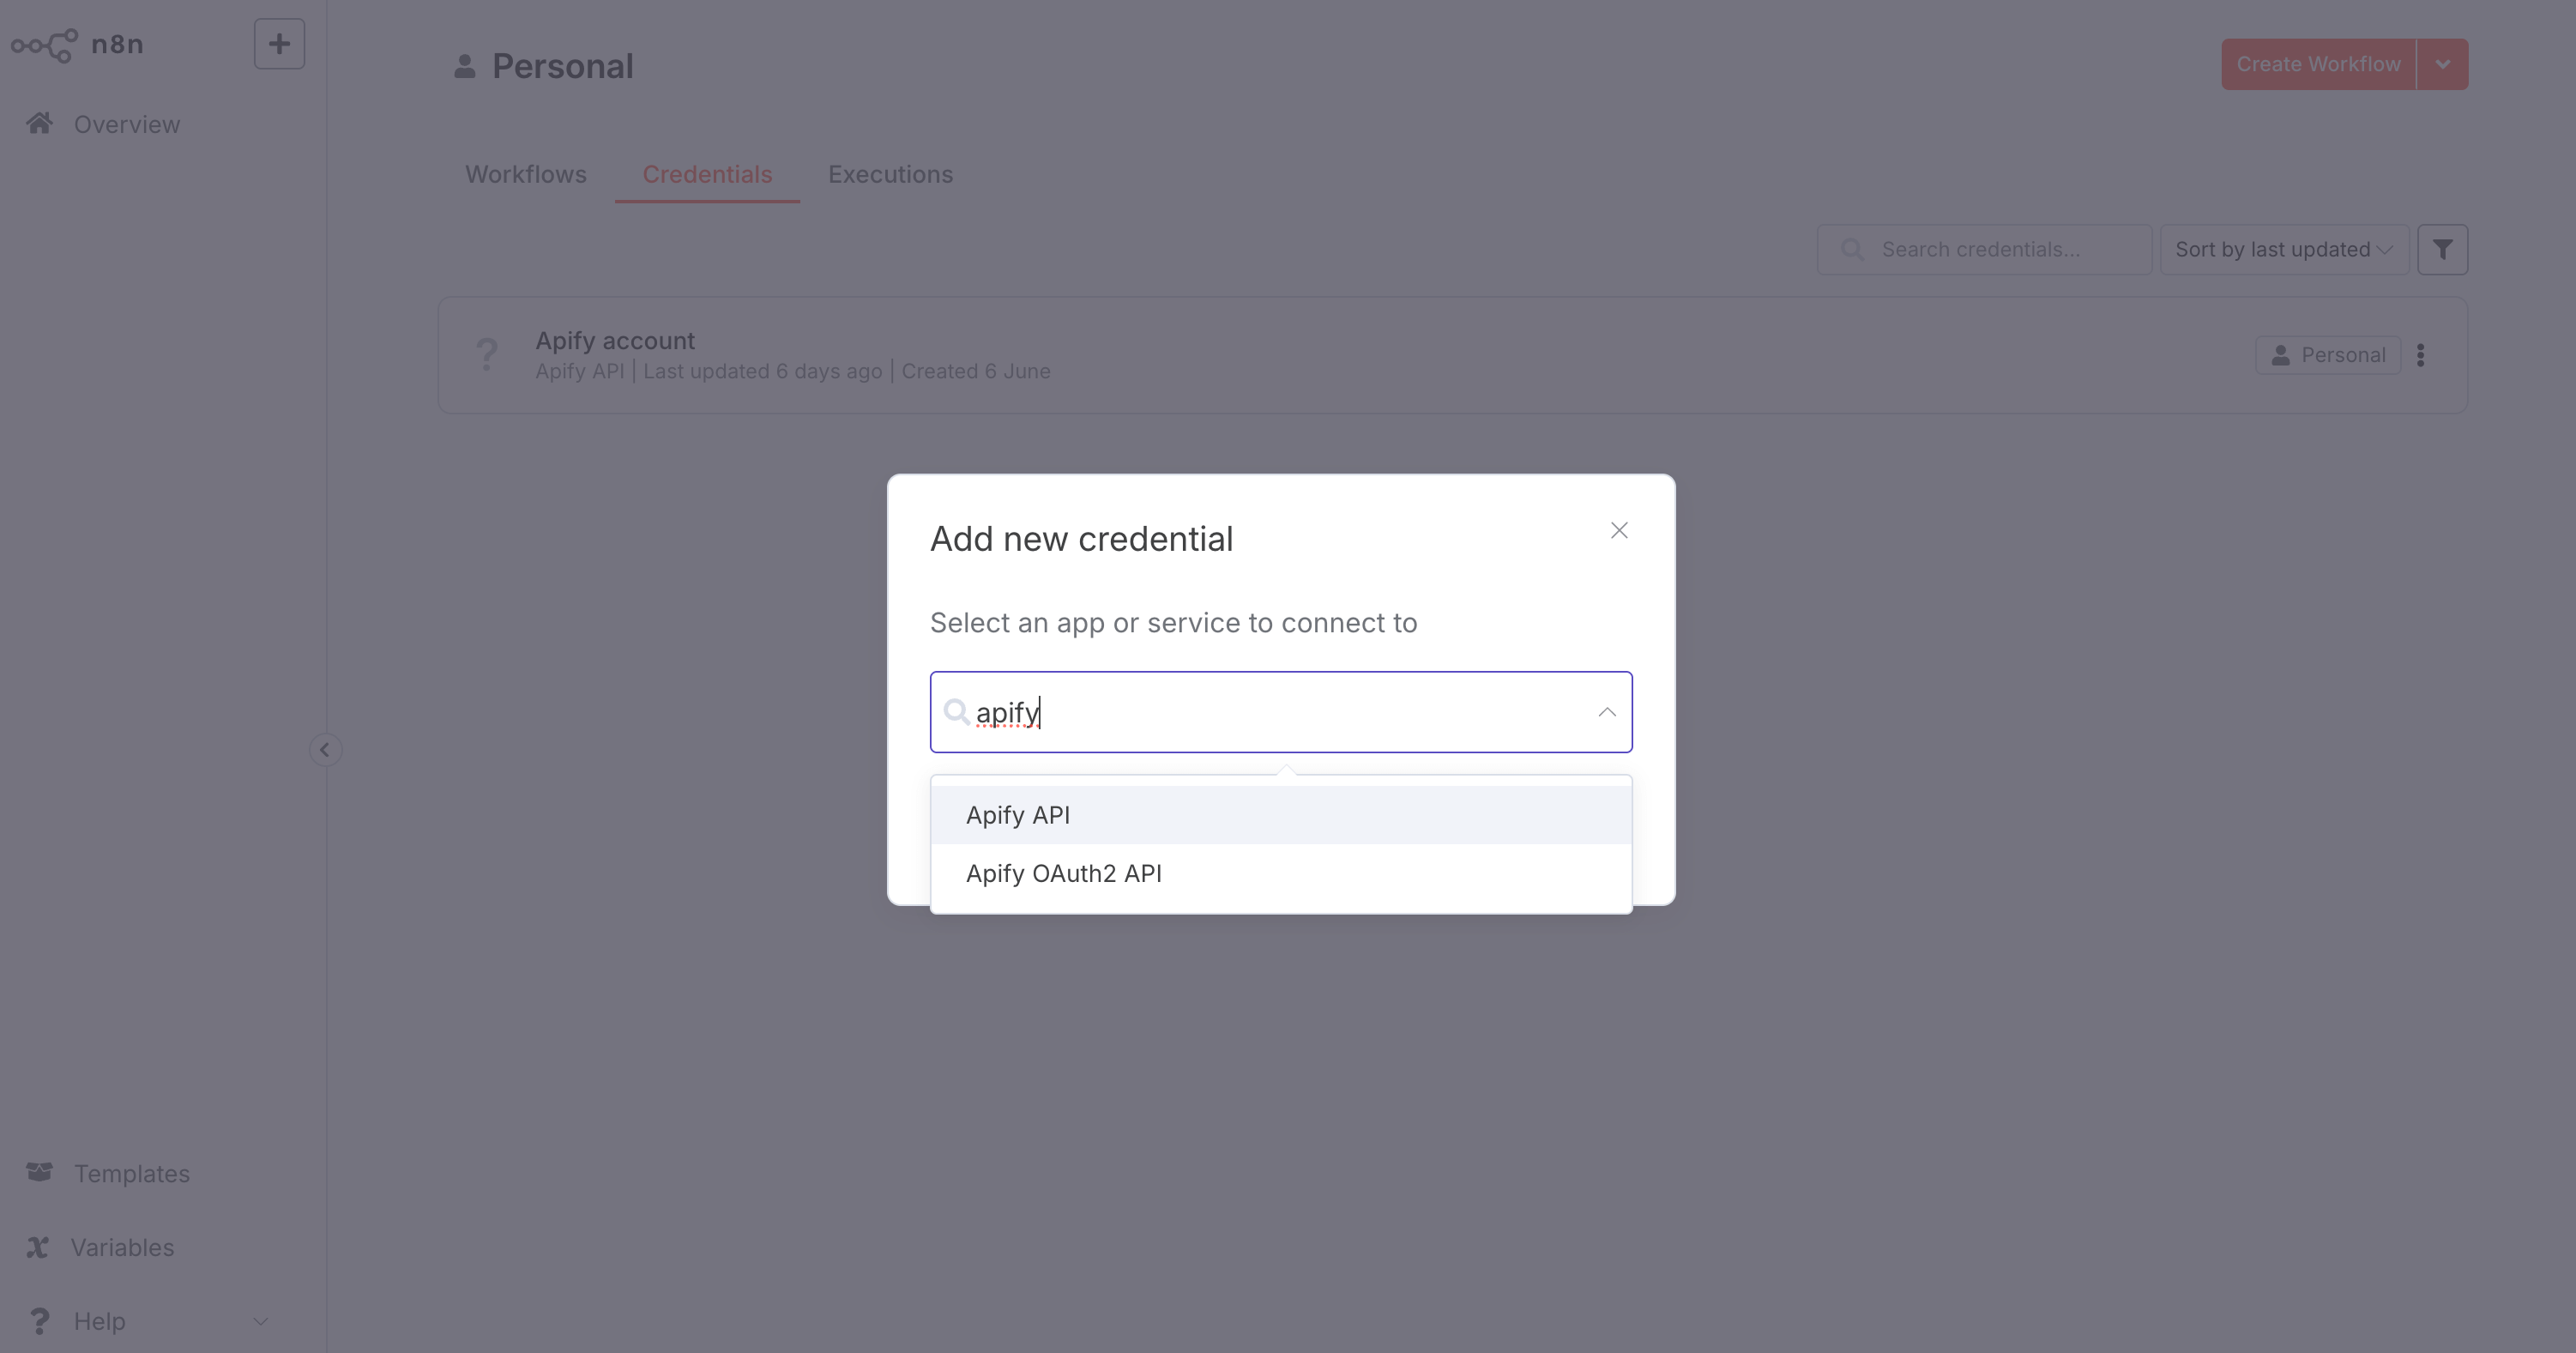 n8n
Overview
Personal
Create Workflow
Workflows
Credentials
Executions
Search credentials...
Sort by last updated
Apify account
Apify API | Last updated 6 days ago | Created 6 June
Personal
Add new credential
Select an app or service to connect to
apify
Apify API
Apify OAuth2 API
Templates
Variables
Help